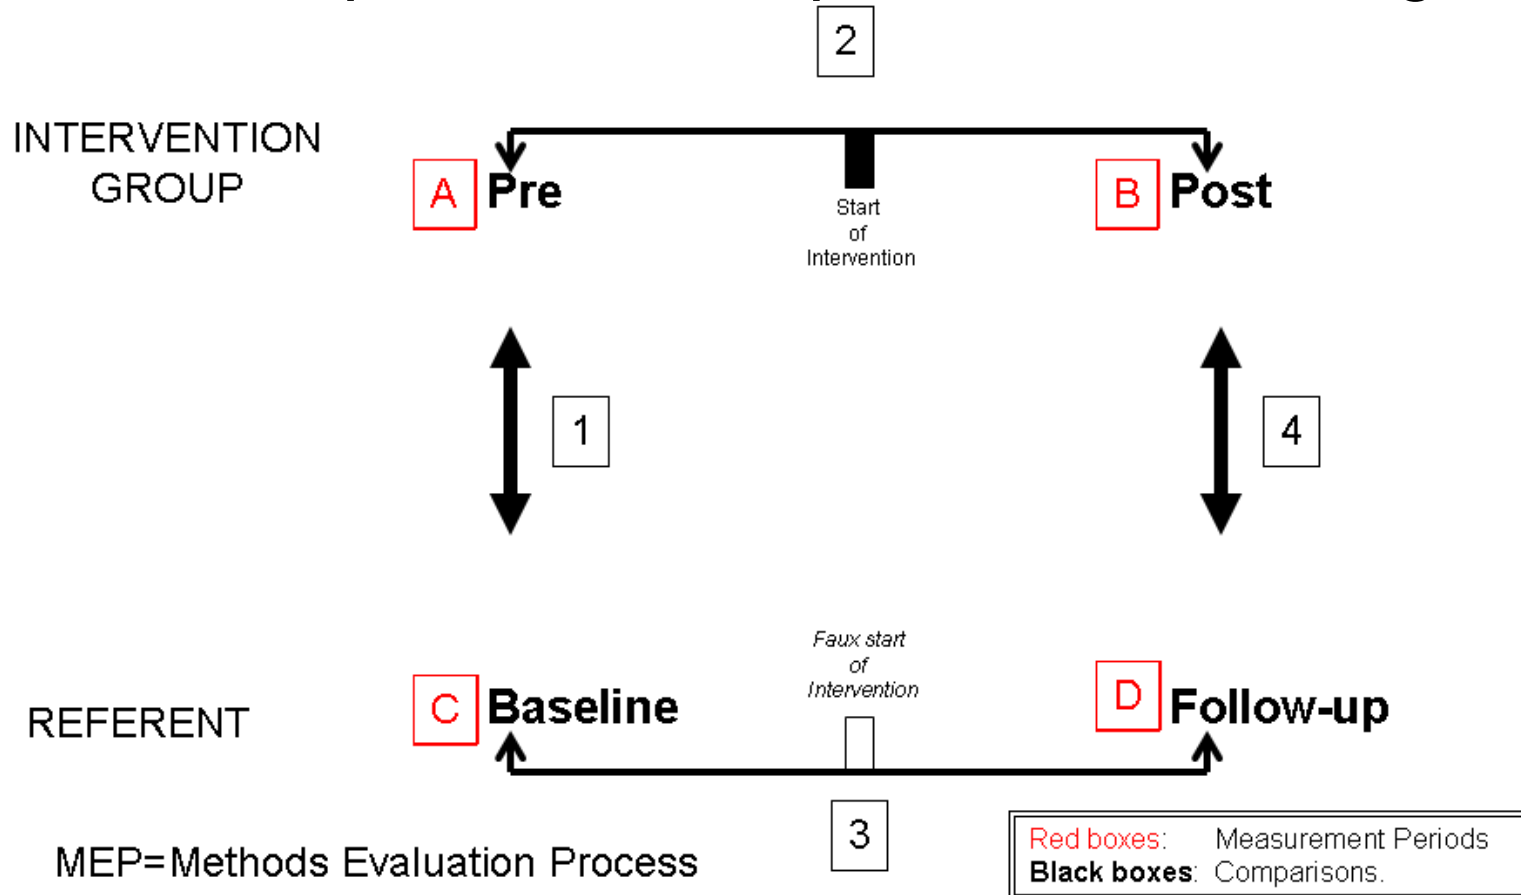 2
INTERVENTION
GROUP
A Pre
B Post
Start
of
Intervention
1
4
Faux start
of
Intervention
REFERENT
C Baseline
D Follow-up
3
MEP=Methods Evaluation Process
Red boxes: Measurement Periods
Black boxes: Comparisons.